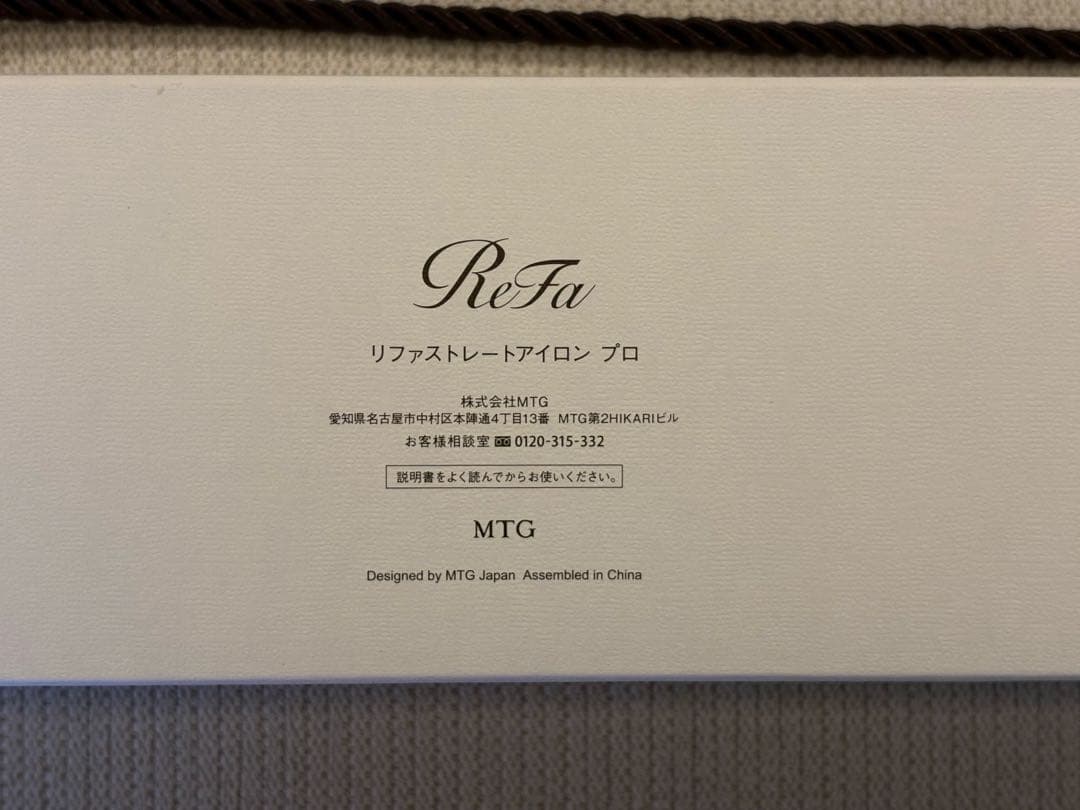 ReFa
リファストレートアイロン プロ
株式会社MTG
愛知県名古屋市中村区本陣通4丁目13番 MTG第2HIKARIビル
お客様相談室 0120-315-332
説明書をよく読んでからお使いください。
MTG
Designed by MTG Japan Assembled in China